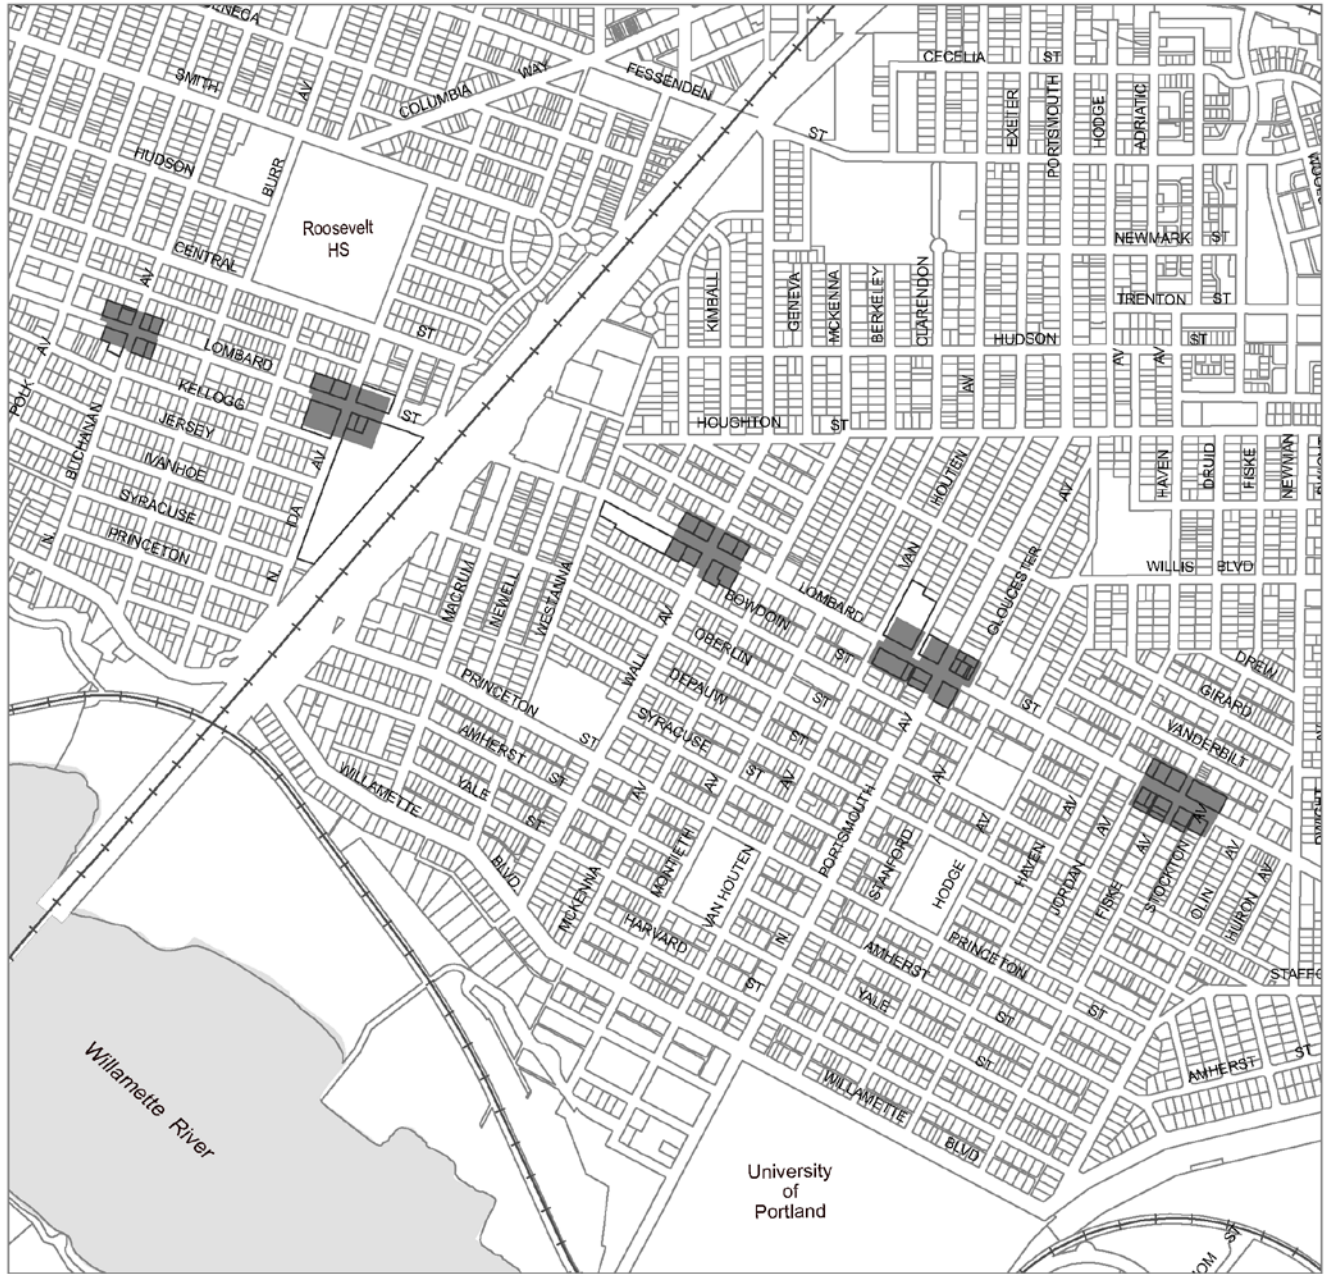 CECELIA
ST
SMITH
AV
COLUMBIA
WAY
FESSENDEN
ST
EXETER
PORTSMOUTH
HODGE
ADRIATIC
HUDSON
BURR
Roosevelt
HS
CENTRAL
AV
NEWMARK
ST
KIMBALL
GENEVA
MCKENNA
BERKELEY
CLARENDON
TRENTON
ST
ST
HUDSON
ST
AV
LOMBARD
AV
AV
AV
POLK
KELLOGG
ST
JERSEY
HOUGHTON
ST
BUCHANAN
IVANHOE
AV
HOUTEN
AV
HAVEN
DRUID
FISKE
NEWMAN
SYRACUSE
IDA
PRINCETON
N.
N.
MACRUM
NEWELL
WESTANNA
VAN
GLOUCESTER
WILLIS
BLVD
AV
BOWDOIN
LOMBARD
OBERLIN
ST
WALL
DEPAUW
ST
DREW
GIRARD
PRINCETON
SYRACUSE
ST
AV
ST
VANDERBILT
ST
AMHERST
ST
ST
AV
AV
AV
AV
WILLAMETTE
YALE
ST
AV
PORTSMOUTH
AV
AV
AV
AV
AV
AV
BLVD.
MCKENNA
MONTIETH
VAN HOUTEN
STANFORD
HODGE
HAVEN
JORDAN
FISKE
STOCKTON
OLIN
HURON
HARVARD
N.
AMHERST
PRINCETON
ST
YALE
ST
ST
ST
AMHERST
ST
Willamette River
WILLAMETTE
BLVD
University
of
Portland
ST